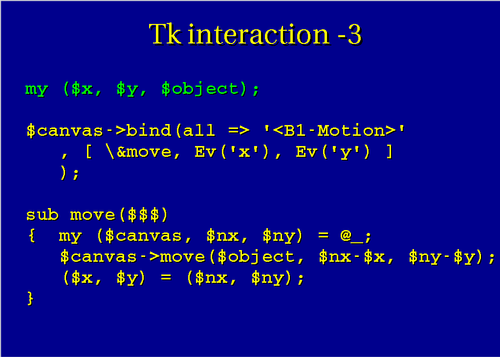 Tk interaction -3
my ($x, $y, $object);
$canvas->bind(all => '<B1-Motion>'
, [ \&move, Ev('x'), Ev('y') ]
);
sub move($$$)
{ my ($canvas, $nx, $ny) = @_;
$canvas->move($object, $nx-$x, $ny-$y);
($x, $y) = ($nx, $ny);
}